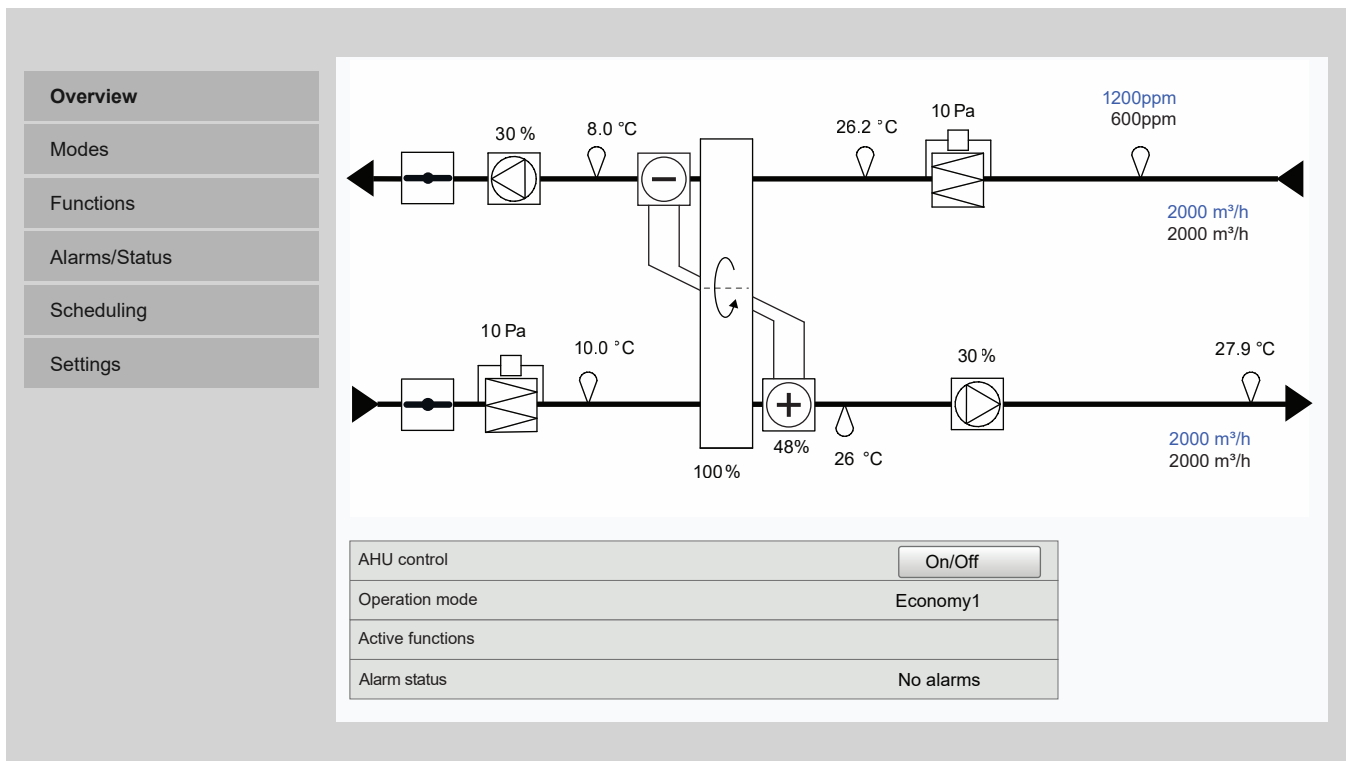 Overview
Modes
Functions
Alarms/Status
Scheduling
Settings
30 %
8.0 °C
26.2 °C
10 Pa
1200ppm
600ppm
2000 m³/h
2000 m³/h
10 Pa
10.0 °C
100 %
48%
26 °C
30 %
27.9 °C
2000 m³/h
2000 m³/h
AHU control On/Off
Operation mode Economy1
Active functions
Alarm status No alarms